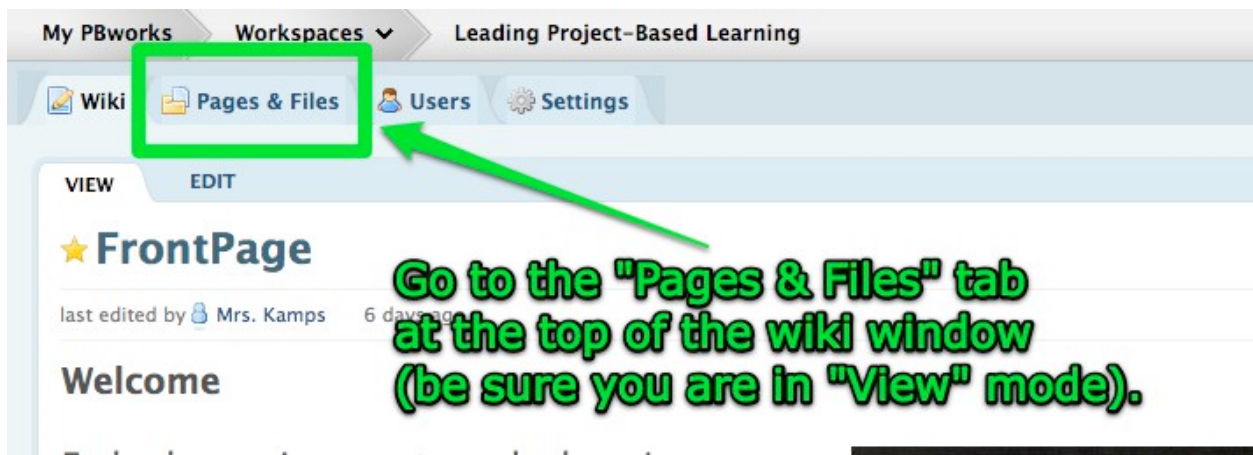 My PBworks Workspaces Leading Project-Based Learning
Wiki Pages & Files Users Settings
VIEW EDIT
FrontPage
last edited by Mrs. Kamps 6 days ago
Go to the "Pages & Files" tab
at the top of the wiki window
(be sure you are in "View" mode).
Welcome